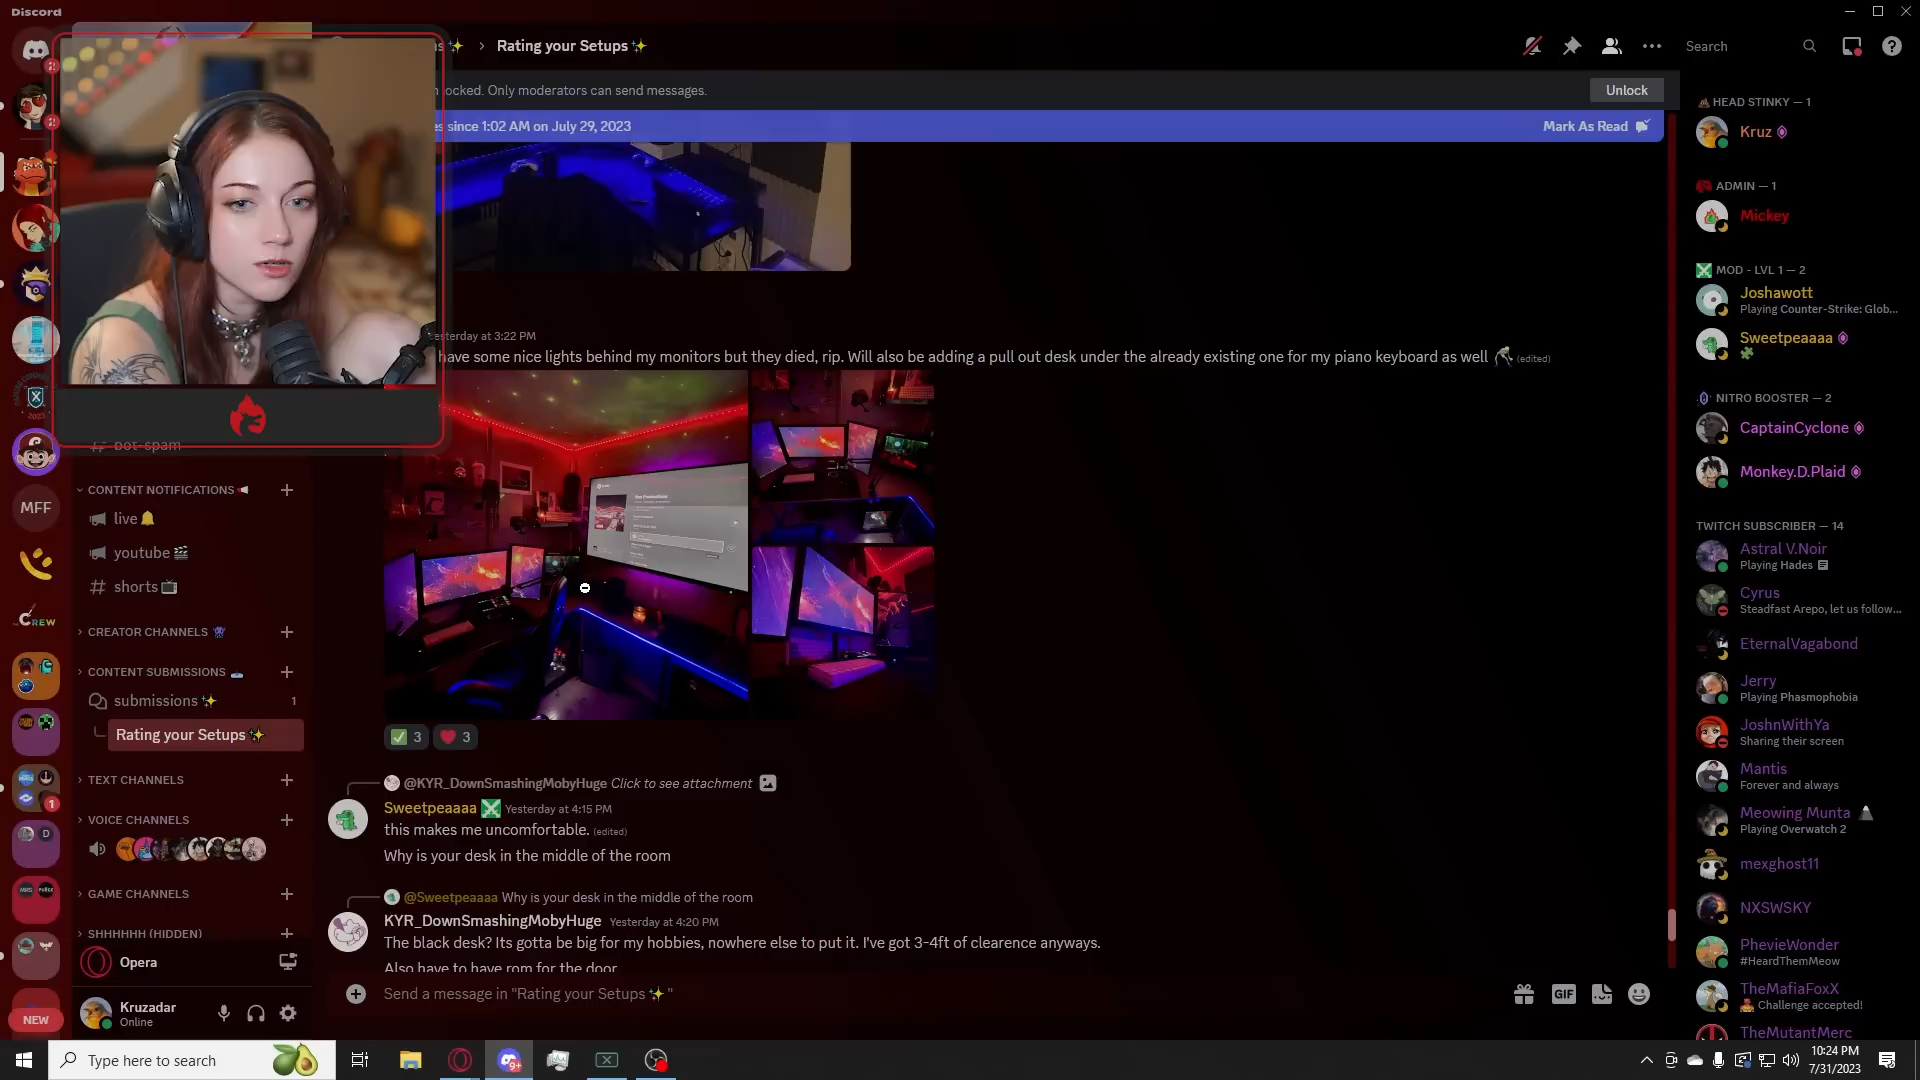 Discord
Rating your Setups
Search
ocked. Only moderators can send messages.
Unlock
es since 1:02 AM on July 29, 2023
Mark As Read
esterday at 3:22 PM
have some nice lights behind my monitors but they died, rip. Will also be adding a pull out desk under the already existing one for my piano keyboard as well (edited)
3
3
@KYR_DownSmashingMobyHuge Click to see attachment
Sweetpeaaaa Yesterday at 4:15 PM
this makes me uncomfortable. (edited)
Why is your desk in the middle of the room
@Sweetpeaaaa Why is your desk in the middle of the room
KYR_DownSmashingMobyHuge Yesterday at 4:20 PM
The black desk? Its gotta be big for my hobbies, nowhere else to put it. I've got 3-4ft of clearence anyways.
Also have to have rom for the door
Send a message in "Rating your Setups "
GIF
2
2
MFF
CREW
1
D
NEW
bot-spam
CONTENT NOTIFICATIONS
live
youtube
shorts
CREATOR CHANNELS
CONTENT SUBMISSIONS
submissions
1
Rating your Setups
TEXT CHANNELS
VOICE CHANNELS
GAME CHANNELS
SHHHHHH (HIDDEN)
Opera
Kruzadar
Online
HEAD STINKY — 1
Kruz
ADMIN — 1
Mickey
MOD - LVL 1 — 2
Joshawott
Playing Counter-Strike: Glob...
Sweetpeaaaa
NITRO BOOSTER — 2
CaptainCyclone
Monkey.D.Plaid
TWITCH SUBSCRIBER — 14
Astral V.Noir
Playing Hades
Cyrus
Steadfast Arepo, let us follow...
EternalVagabond
Jerry
Playing Phasmophobia
JoshnWithYa
Sharing their screen
Mantis
Forever and always
Meowing Munta
Playing Overwatch 2
mexghost11
NXSWSKY
PhevieWonder
#HeardThemMeow
TheMafiaFoxX
Challenge accepted!
TheMutantMerc
Type here to search
9+
10:24 PM
7/31/2023